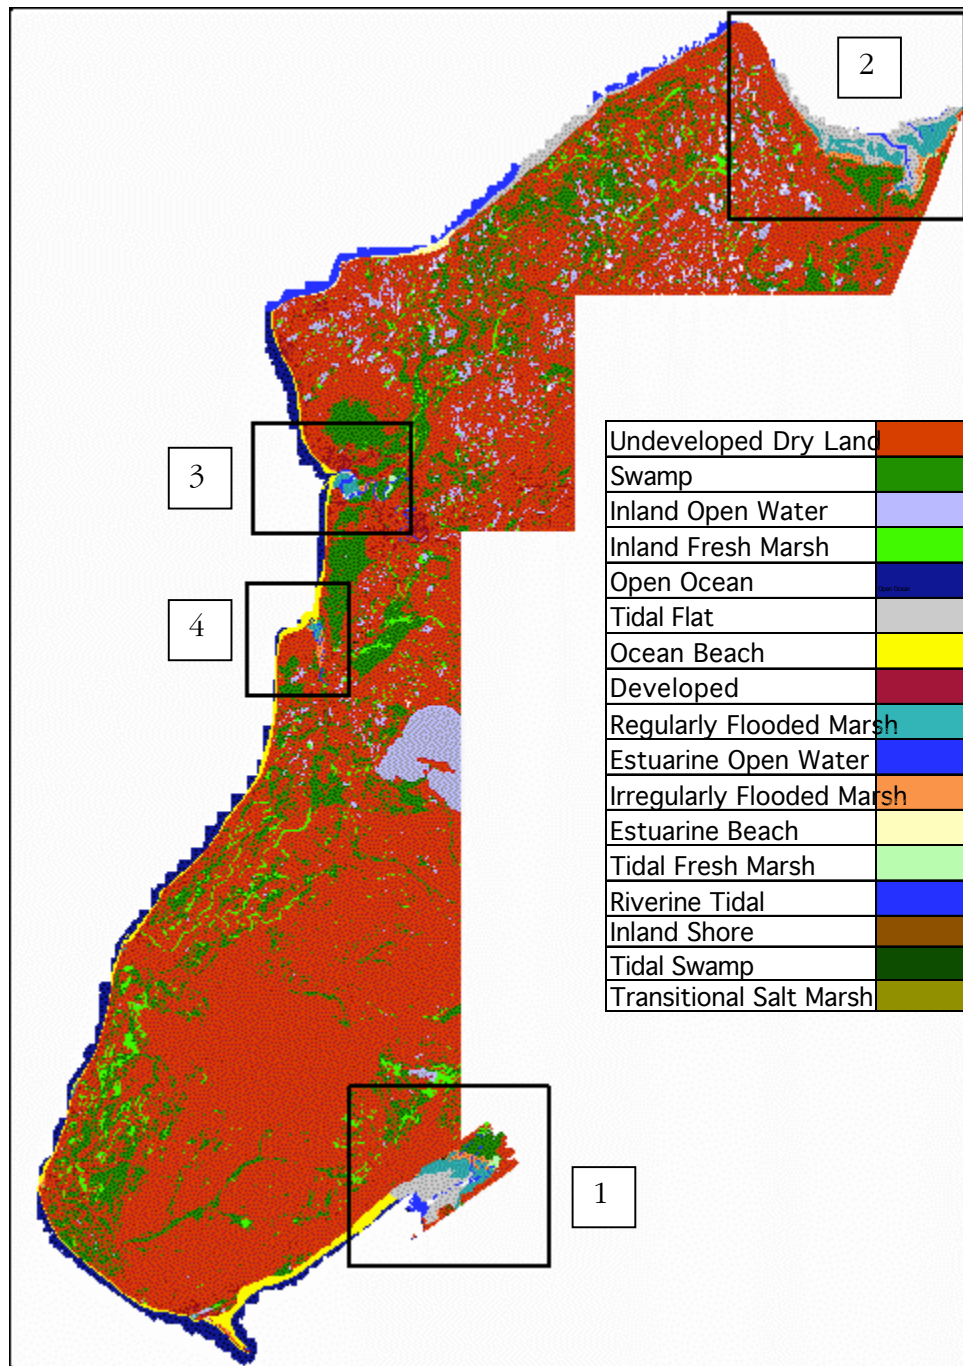 2
3
4
Undeveloped Dry Land
Swamp
Inland Open Water
Inland Fresh Marsh
Open Ocean
Open Ocean
Tidal Flat
Ocean Beach
Developed
Regularly Flooded Marsh
Estuarine Open Water
Irregularly Flooded Marsh
Estuarine Beach
Tidal Fresh Marsh
Riverine Tidal
Inland Shore
Tidal Swamp
Transitional Salt Marsh
1